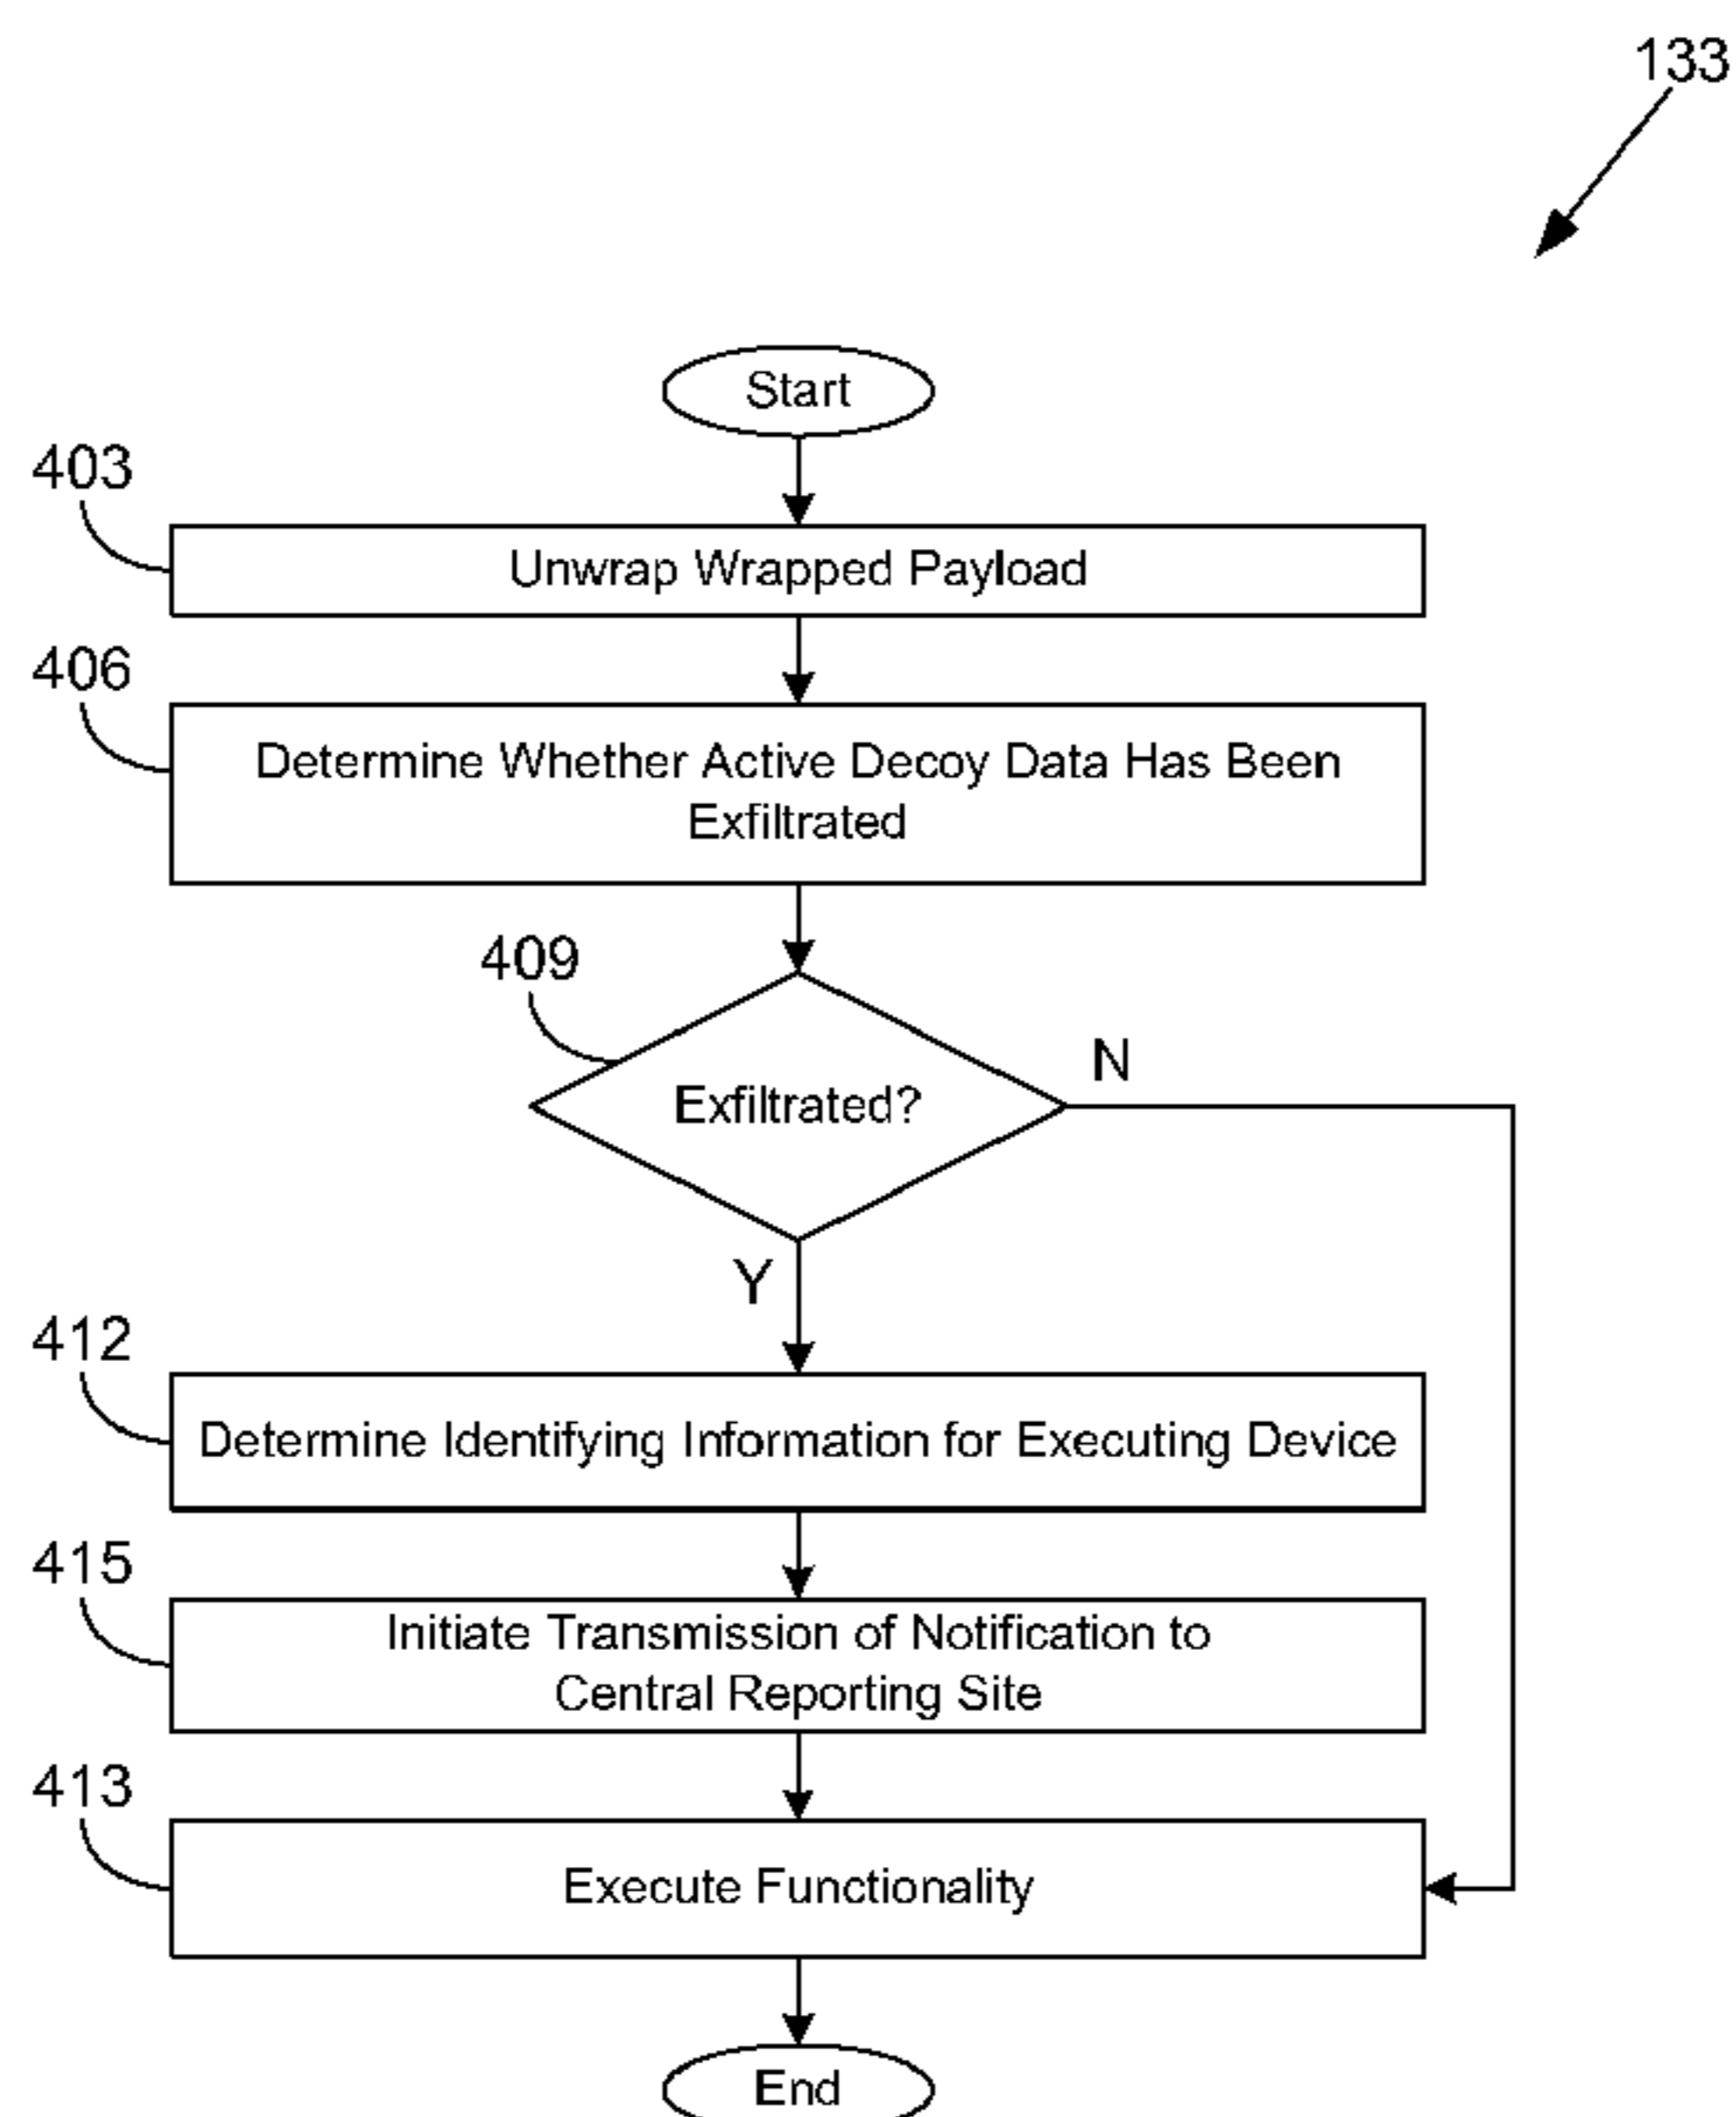 133
Start
403
Unwrap Wrapped Payload
406
Determine Whether Active Decoy Data Has Been
Exfiltrated
409
Exfiltrated?
N
Y
412
Determine Identifying Information for Executing Device
415
Initiate Transmission of Notification to
Central Reporting Site
413
Execute Functionality
End